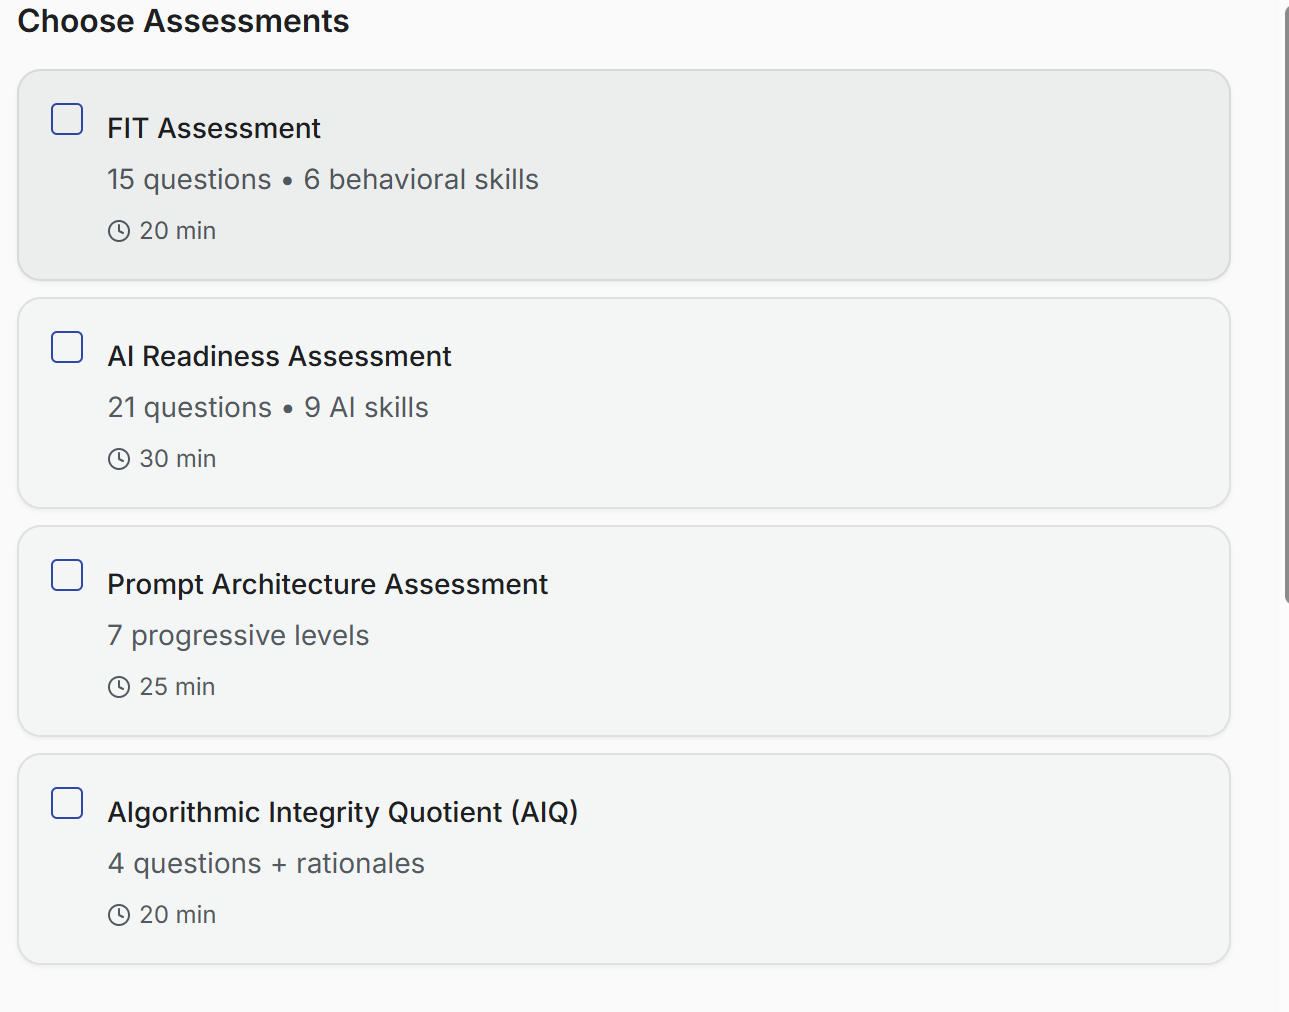 Choose Assessments
FIT Assessment
15 questions • 6 behavioral skills
20 min
AI Readiness Assessment
21 questions • 9 AI skills
30 min
Prompt Architecture Assessment
7 progressive levels
25 min
Algorithmic Integrity Quotient (AIQ)
4 questions + rationales
20 min